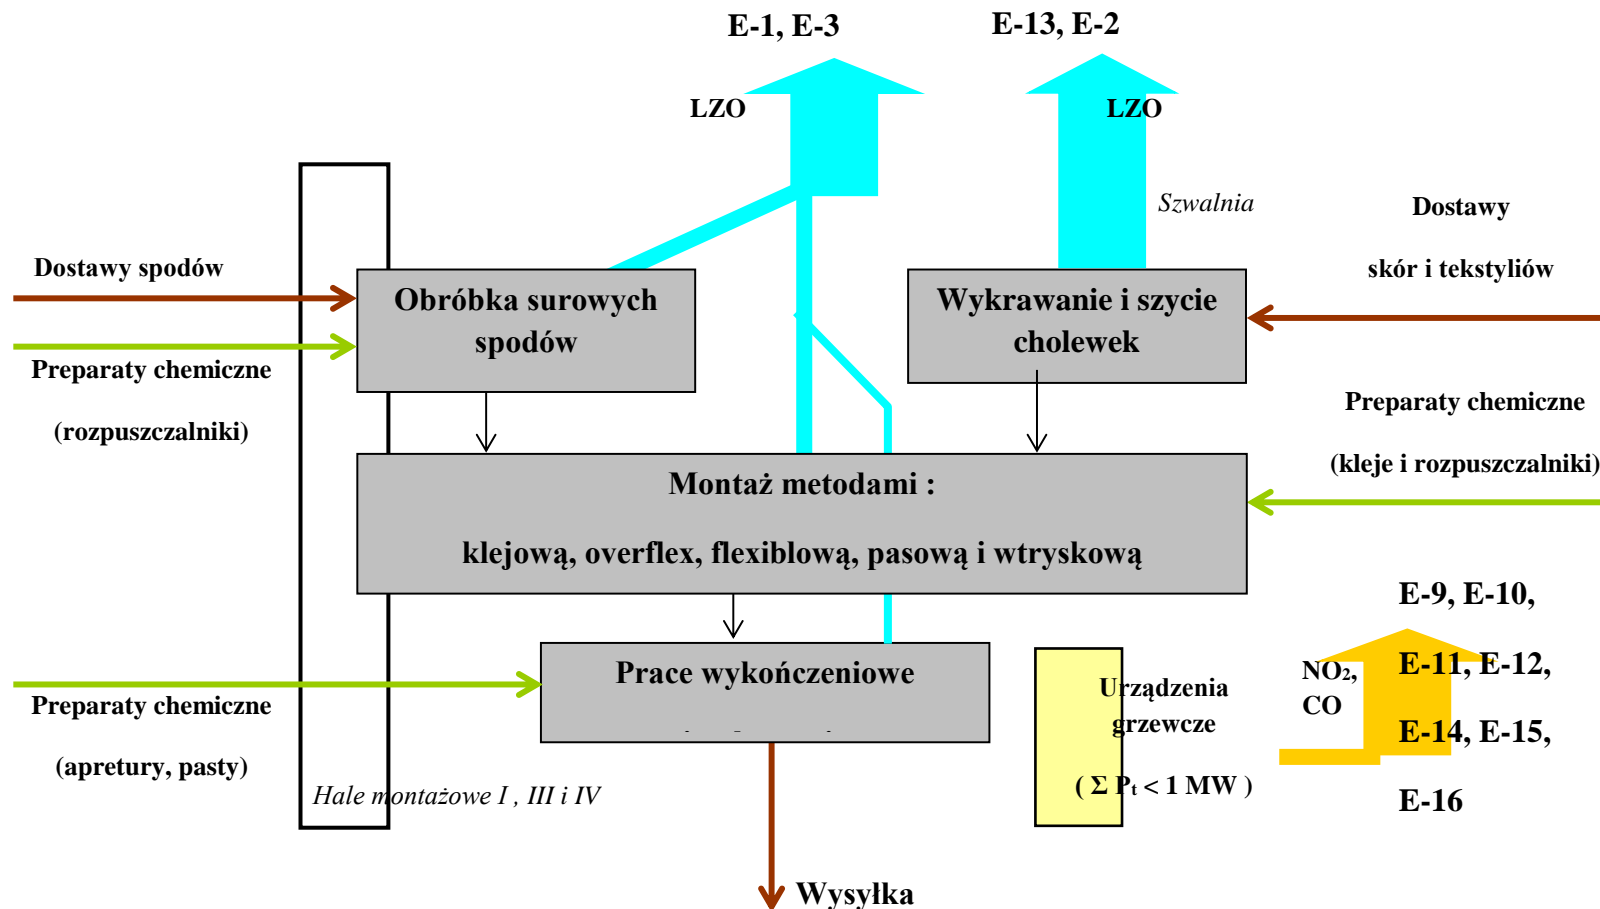 E-1, E-3
E-13, E-2
LZO
LZO
Szwalnia
Dostawy
skór i tekstyliów
Dostawy spodów
Obróbka surowych
spodów
Wykrawanie i szycie
cholewek
Preparaty chemiczne
(rozpuszczalniki)
Preparaty chemiczne
(kleje i rozpuszczalniki)
Montaż metodami :
klejową, overflex, flexiblową, pasową i wtryskową
E-9, E-10,
E-11, E-12,
E-14, E-15,
E-16
NO₂,
CO
Prace wykończeniowe
Urządzenia
grzewcze
( Σ Pₜ < 1 MW )
Preparaty chemiczne
(apretury, pasty)
Hale montażowe I , III i IV
Wysyłka